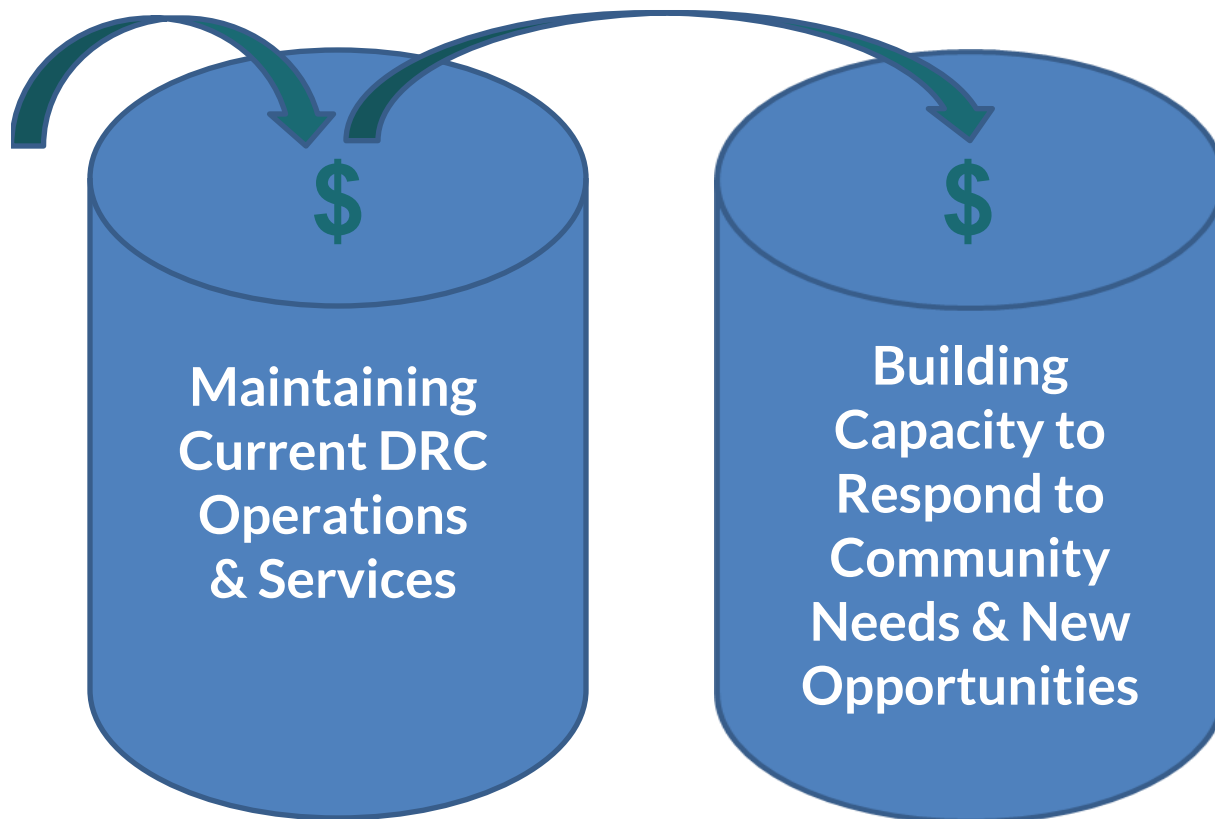 $
$
Maintaining
Current DRC
Operations
& Services
Building
Capacity to
Respond to
Community
Needs & New
Opportunities